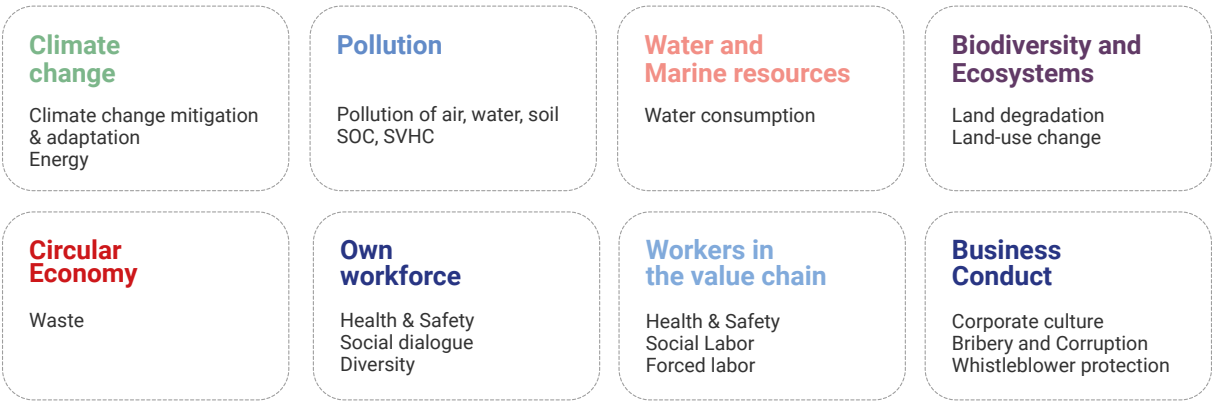 Climate
change
Climate change mitigation
& adaptation
Energy
Pollution
Pollution of air, water, soil
SOC, SVHC
Water and
Marine resources
Water consumption
Biodiversity and
Ecosystems
Land degradation
Land-use change
Circular
Economy
Waste
Own
workforce
Health & Safety
Social dialogue
Diversity
Workers in
the value chain
Health & Safety
Social Labor
Forced labor
Business
Conduct
Corporate culture
Bribery and Corruption
Whistleblower protection